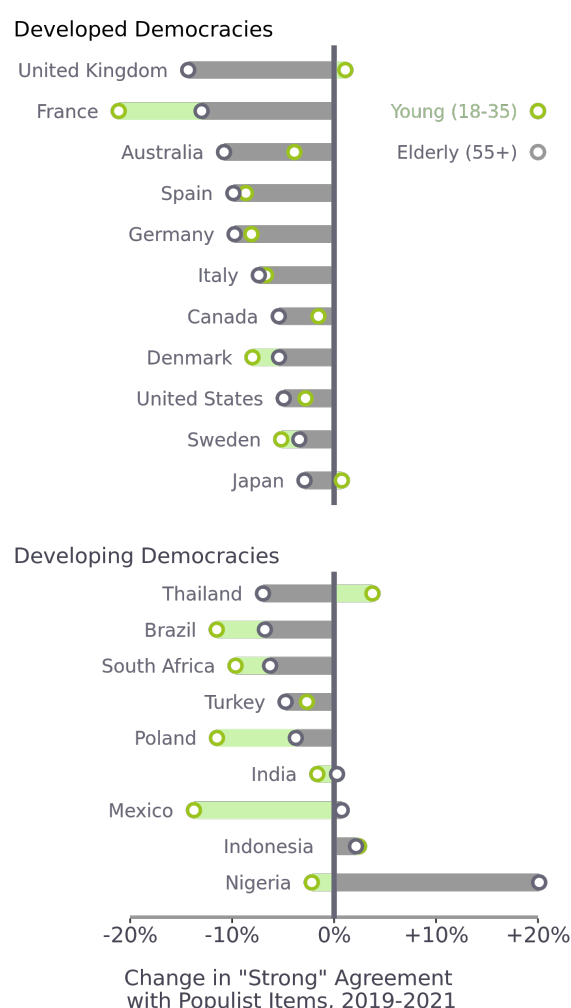 Developed Democracies
United Kingdom
France
Young (18-35)
Australia
Elderly (55+)
Spain
Germany
Italy
Canada
Denmark
United States
Sweden
Japan
Developing Democracies
Thailand
Brazil
South Africa
Turkey
Poland
India
Mexico
Indonesia
Nigeria
-20% -10% 0% +10% +20%
Change in "Strong" Agreement
with Populist Items, 2019-2021